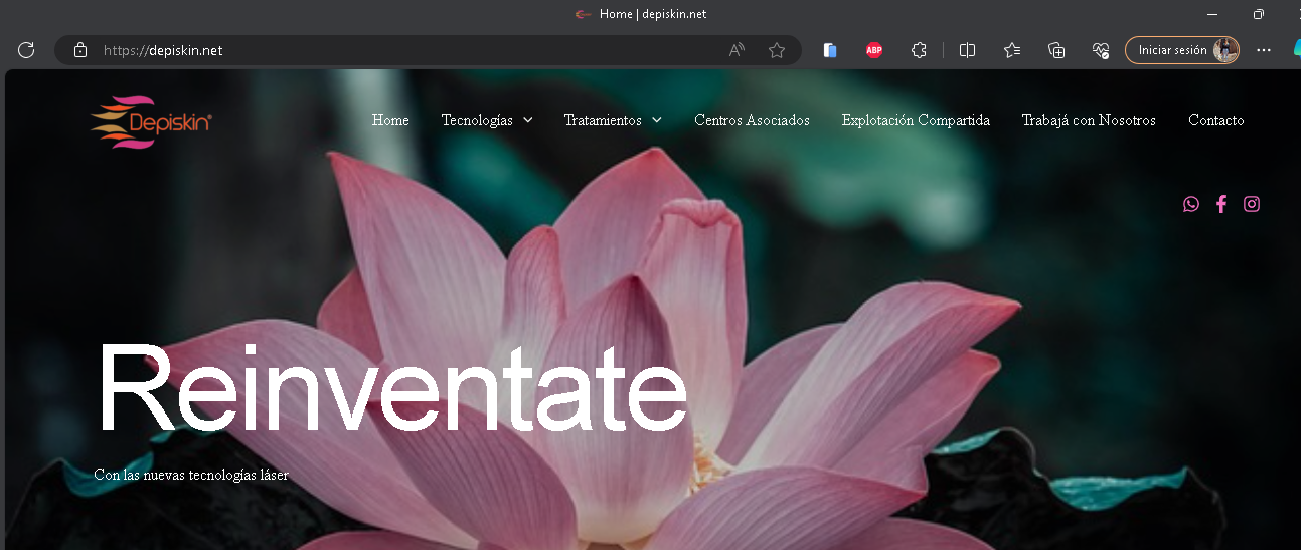 Home | depiskin.net
https://depiskin.net
A
ABP
Iniciar sesión
Depiskin®
Home
Tecnologías
Tratamientos
Centros Asociados
Explotación Compartida
Trabajá con Nosotros
Contacto
Reinventate
Con las nuevas tecnologías láser